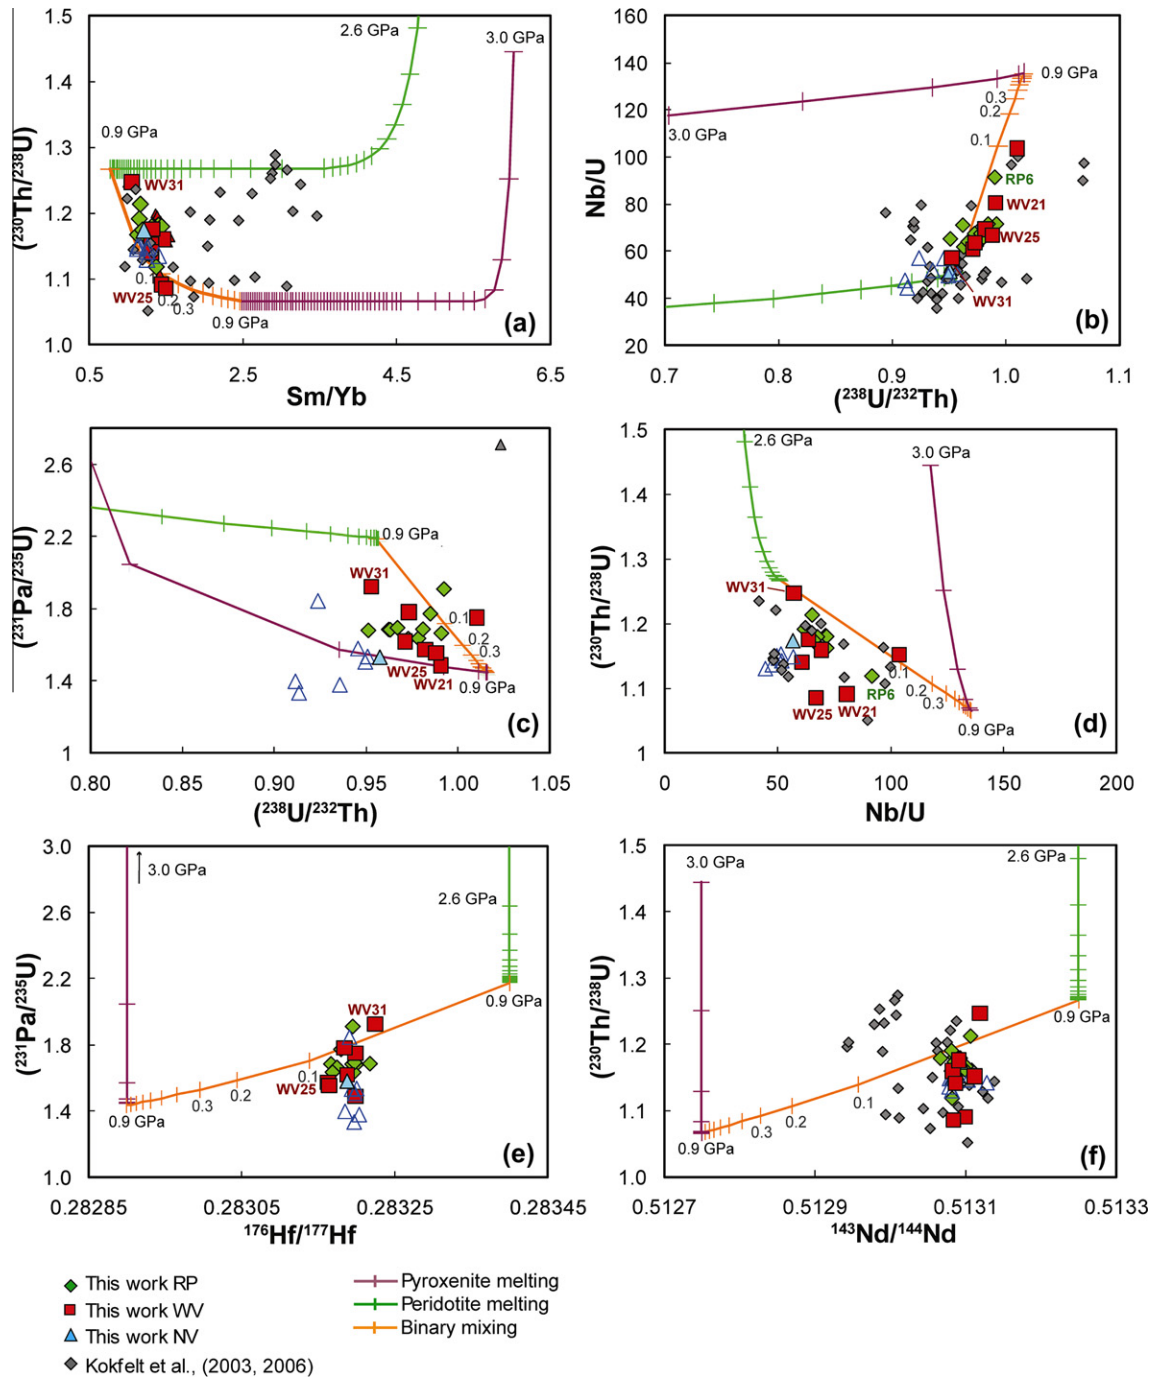 1.5
1.4
1.3
1.2
1.1
1.0
(²³⁰Th/²³⁸U)
2.6 GPa
3.0 GPa
0.9 GPa
WV31
WV25
0.1
0.2
0.9 GPa
(a)
0.5
2.5
4.5
6.5
Sm/Yb
160
140
120
100
80
60
40
20
Nb/U
0.9 GPa
0.3
0.2
0.1
3.0 GPa
RP6
WV21
WV25
WV31
(b)
0.7
0.8
0.9
1.0
1.1
(²³⁸U/²³²Th)
2.6
2.2
1.8
1.4
1
(²³¹Pa/²³⁵U)
0.9 GPa
WV31
0.1
0.2
0.3
WV25
WV21
0.9 GPa
(c)
0.80
0.85
0.90
0.95
1.00
1.05
(²³⁸U/²³²Th)
1.5
1.4
1.3
1.2
1.1
1
(²³⁰Th/²³⁸U)
2.6 GPa
3.0 GPa
WV31
0.1
RP6
0.2
0.3
WV25
WV21
0.9 GPa
(d)
0
50
100
150
200
Nb/U
3.0
2.6
2.2
1.8
1.4
1.0
(²³¹Pa/²³⁵U)
3.0 GPa
2.6 GPa
0.9 GPa
WV31
0.1
WV25
0.2
0.3
0.9 GPa
(e)
0.28285
0.28305
0.28325
0.28345
¹⁷⁶Hf/¹⁷⁷Hf
1.5
1.4
1.3
1.2
1.1
1.0
(²³⁰Th/²³⁸U)
3.0 GPa
2.6 GPa
0.9 GPa
0.1
0.2
0.3
0.9 GPa
(f)
0.5127
0.5129
0.5131
0.5133
¹⁴³Nd/¹⁴⁴Nd
This work RP
This work WV
This work NV
Kokfelt et al., (2003, 2006)
Pyroxenite melting
Peridotite melting
Binary mixing